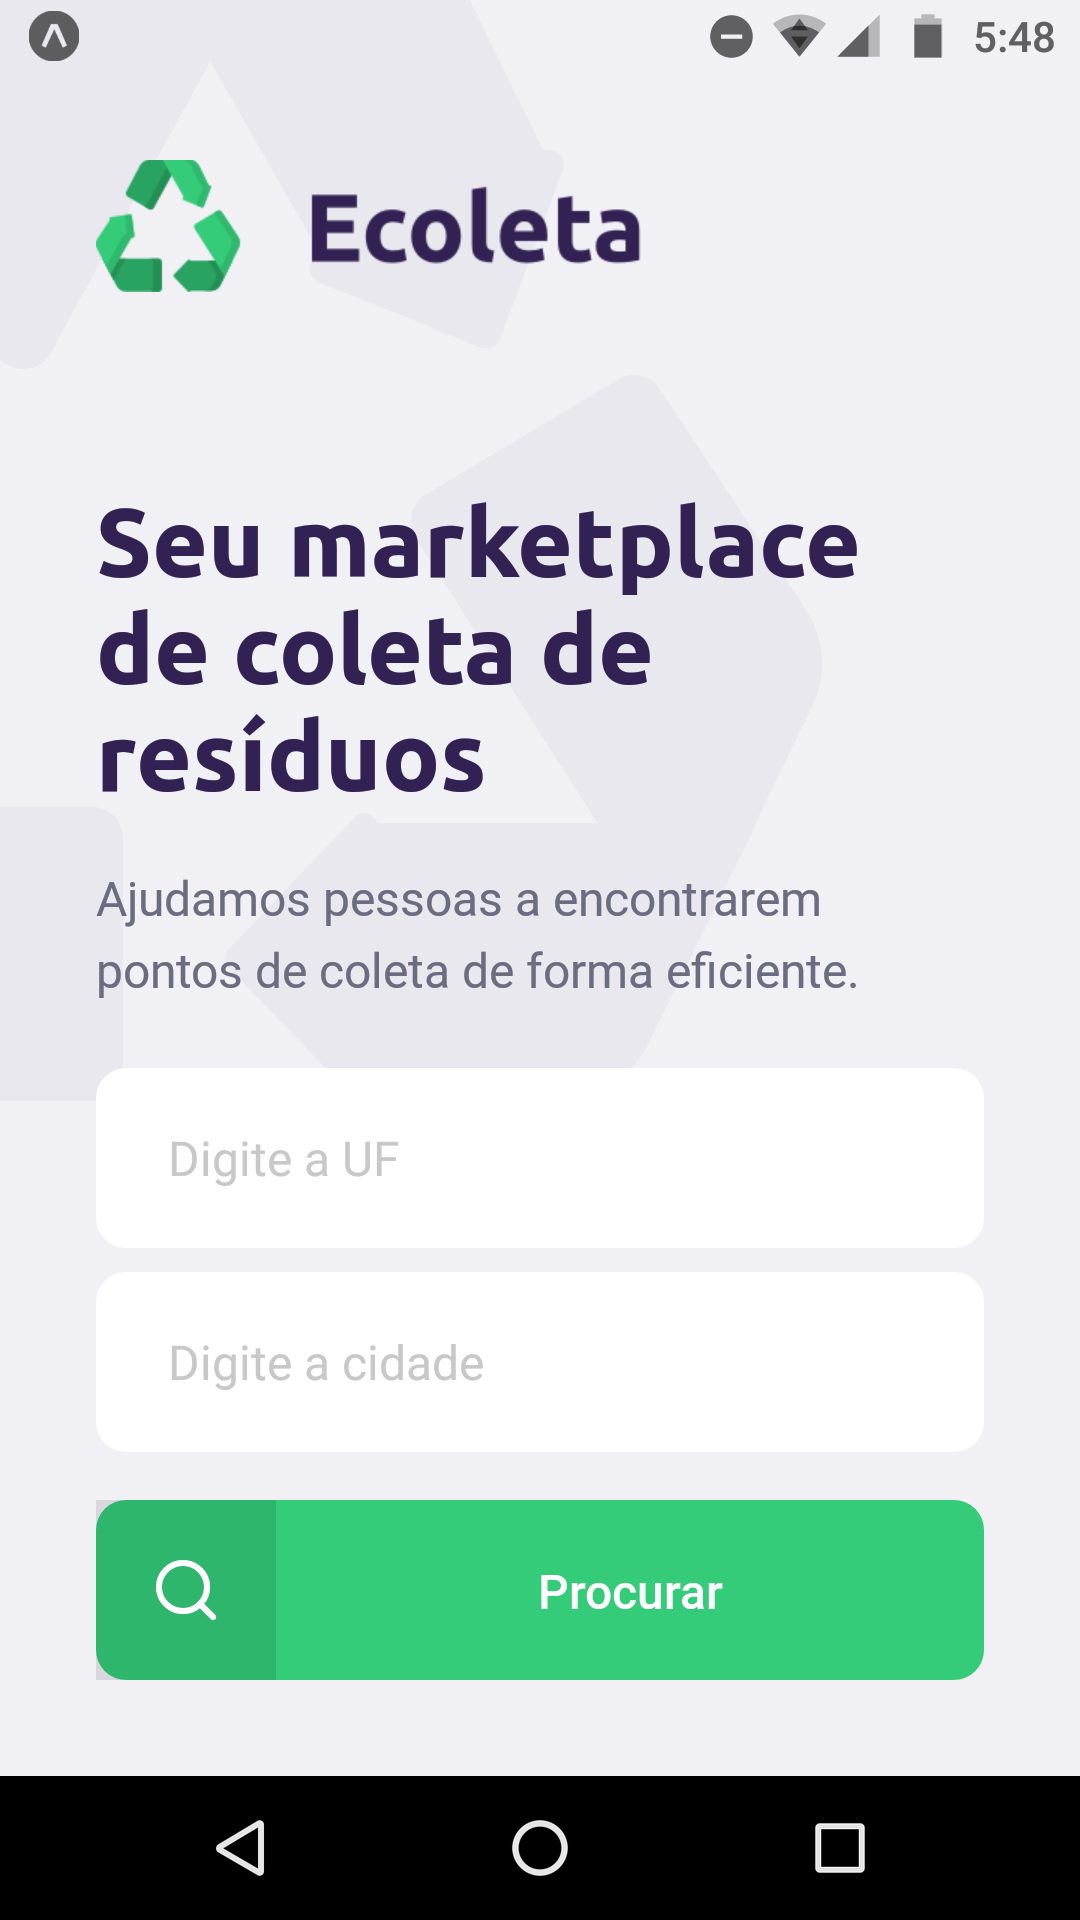 5:48
Ecoleta
Seu marketplace
de coleta de
resíduos
Ajudamos pessoas a encontrarem
pontos de coleta de forma eficiente.
Digite a UF
Digite a cidade
Procurar